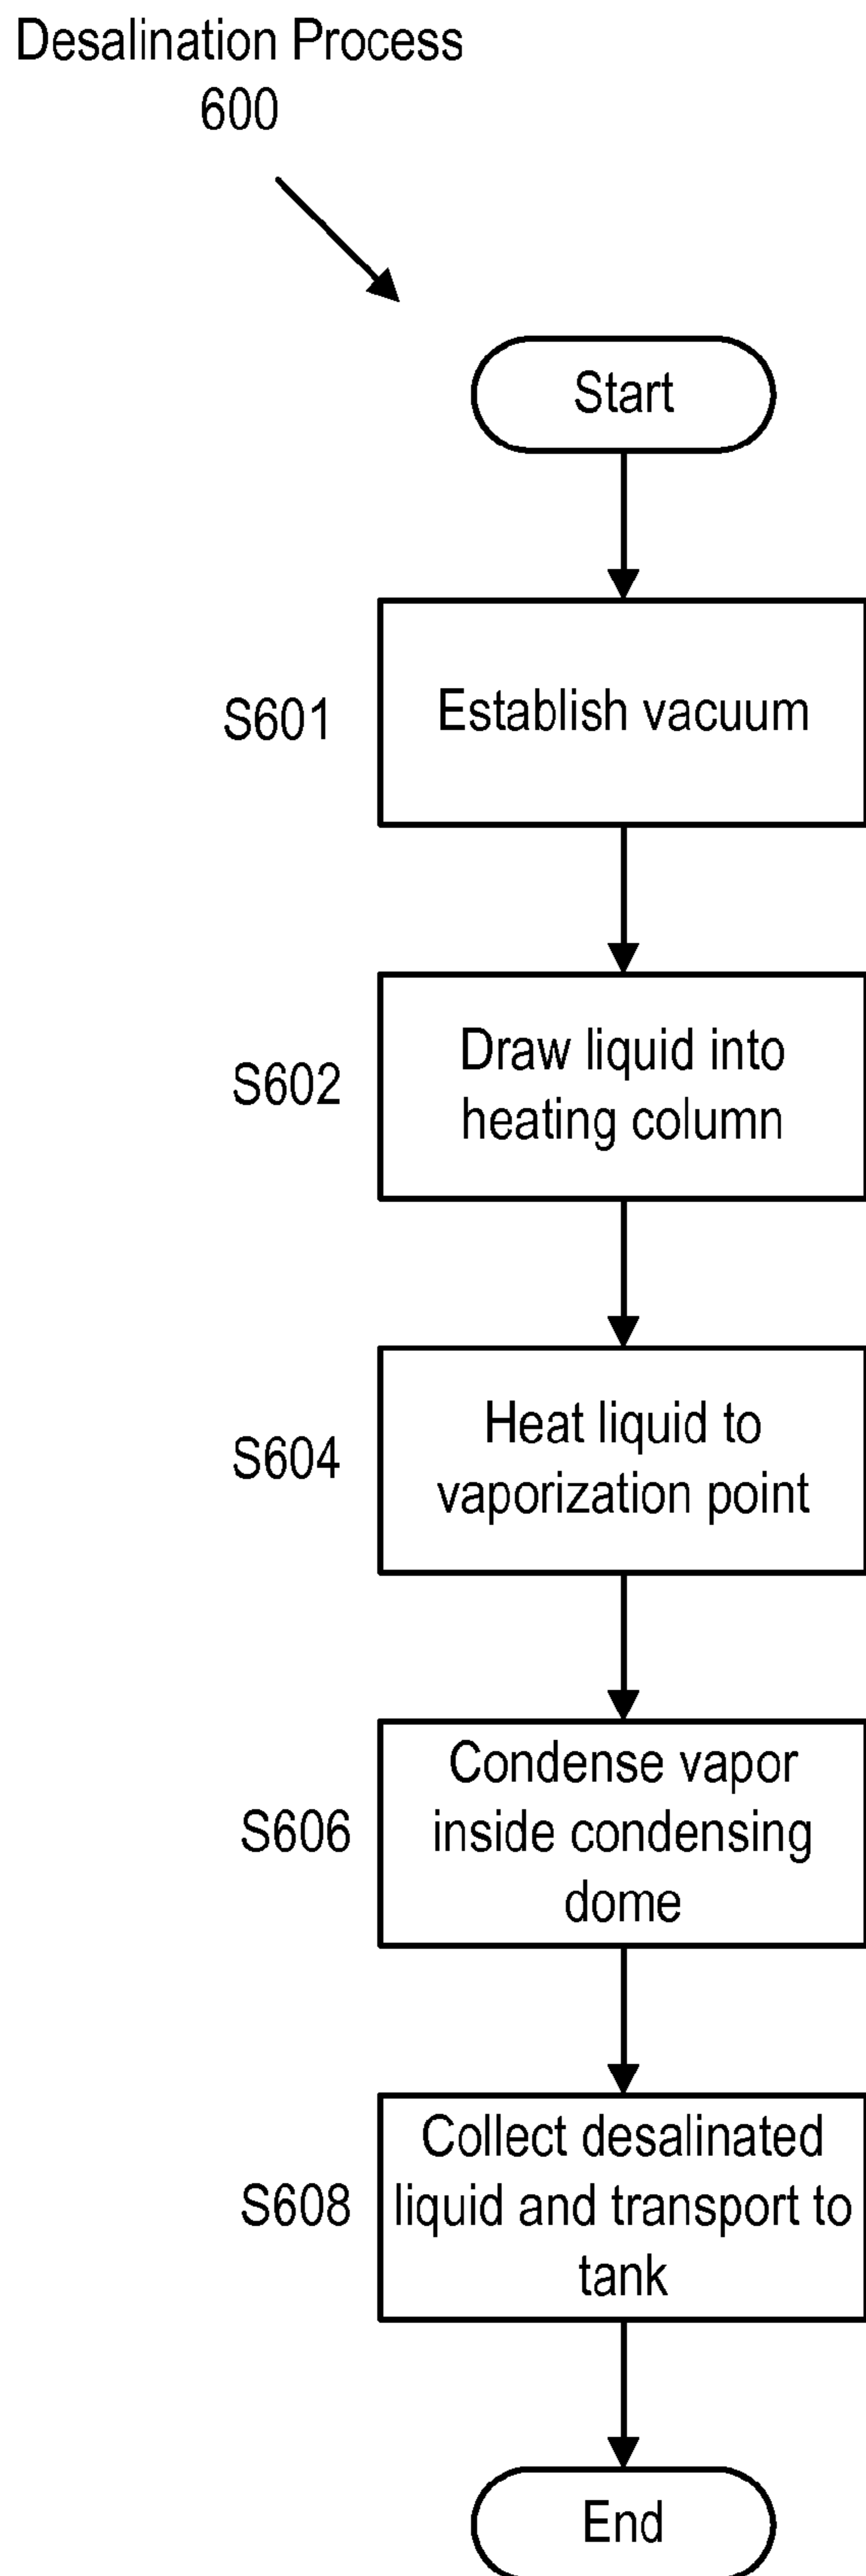 Desalination Process
600
Start
S601
Establish vacuum
S602
Draw liquid into
heating column
S604
Heat liquid to
vaporization point
S606
Condense vapor
inside condensing
dome
S608
Collect desalinated
liquid and transport to
tank
End